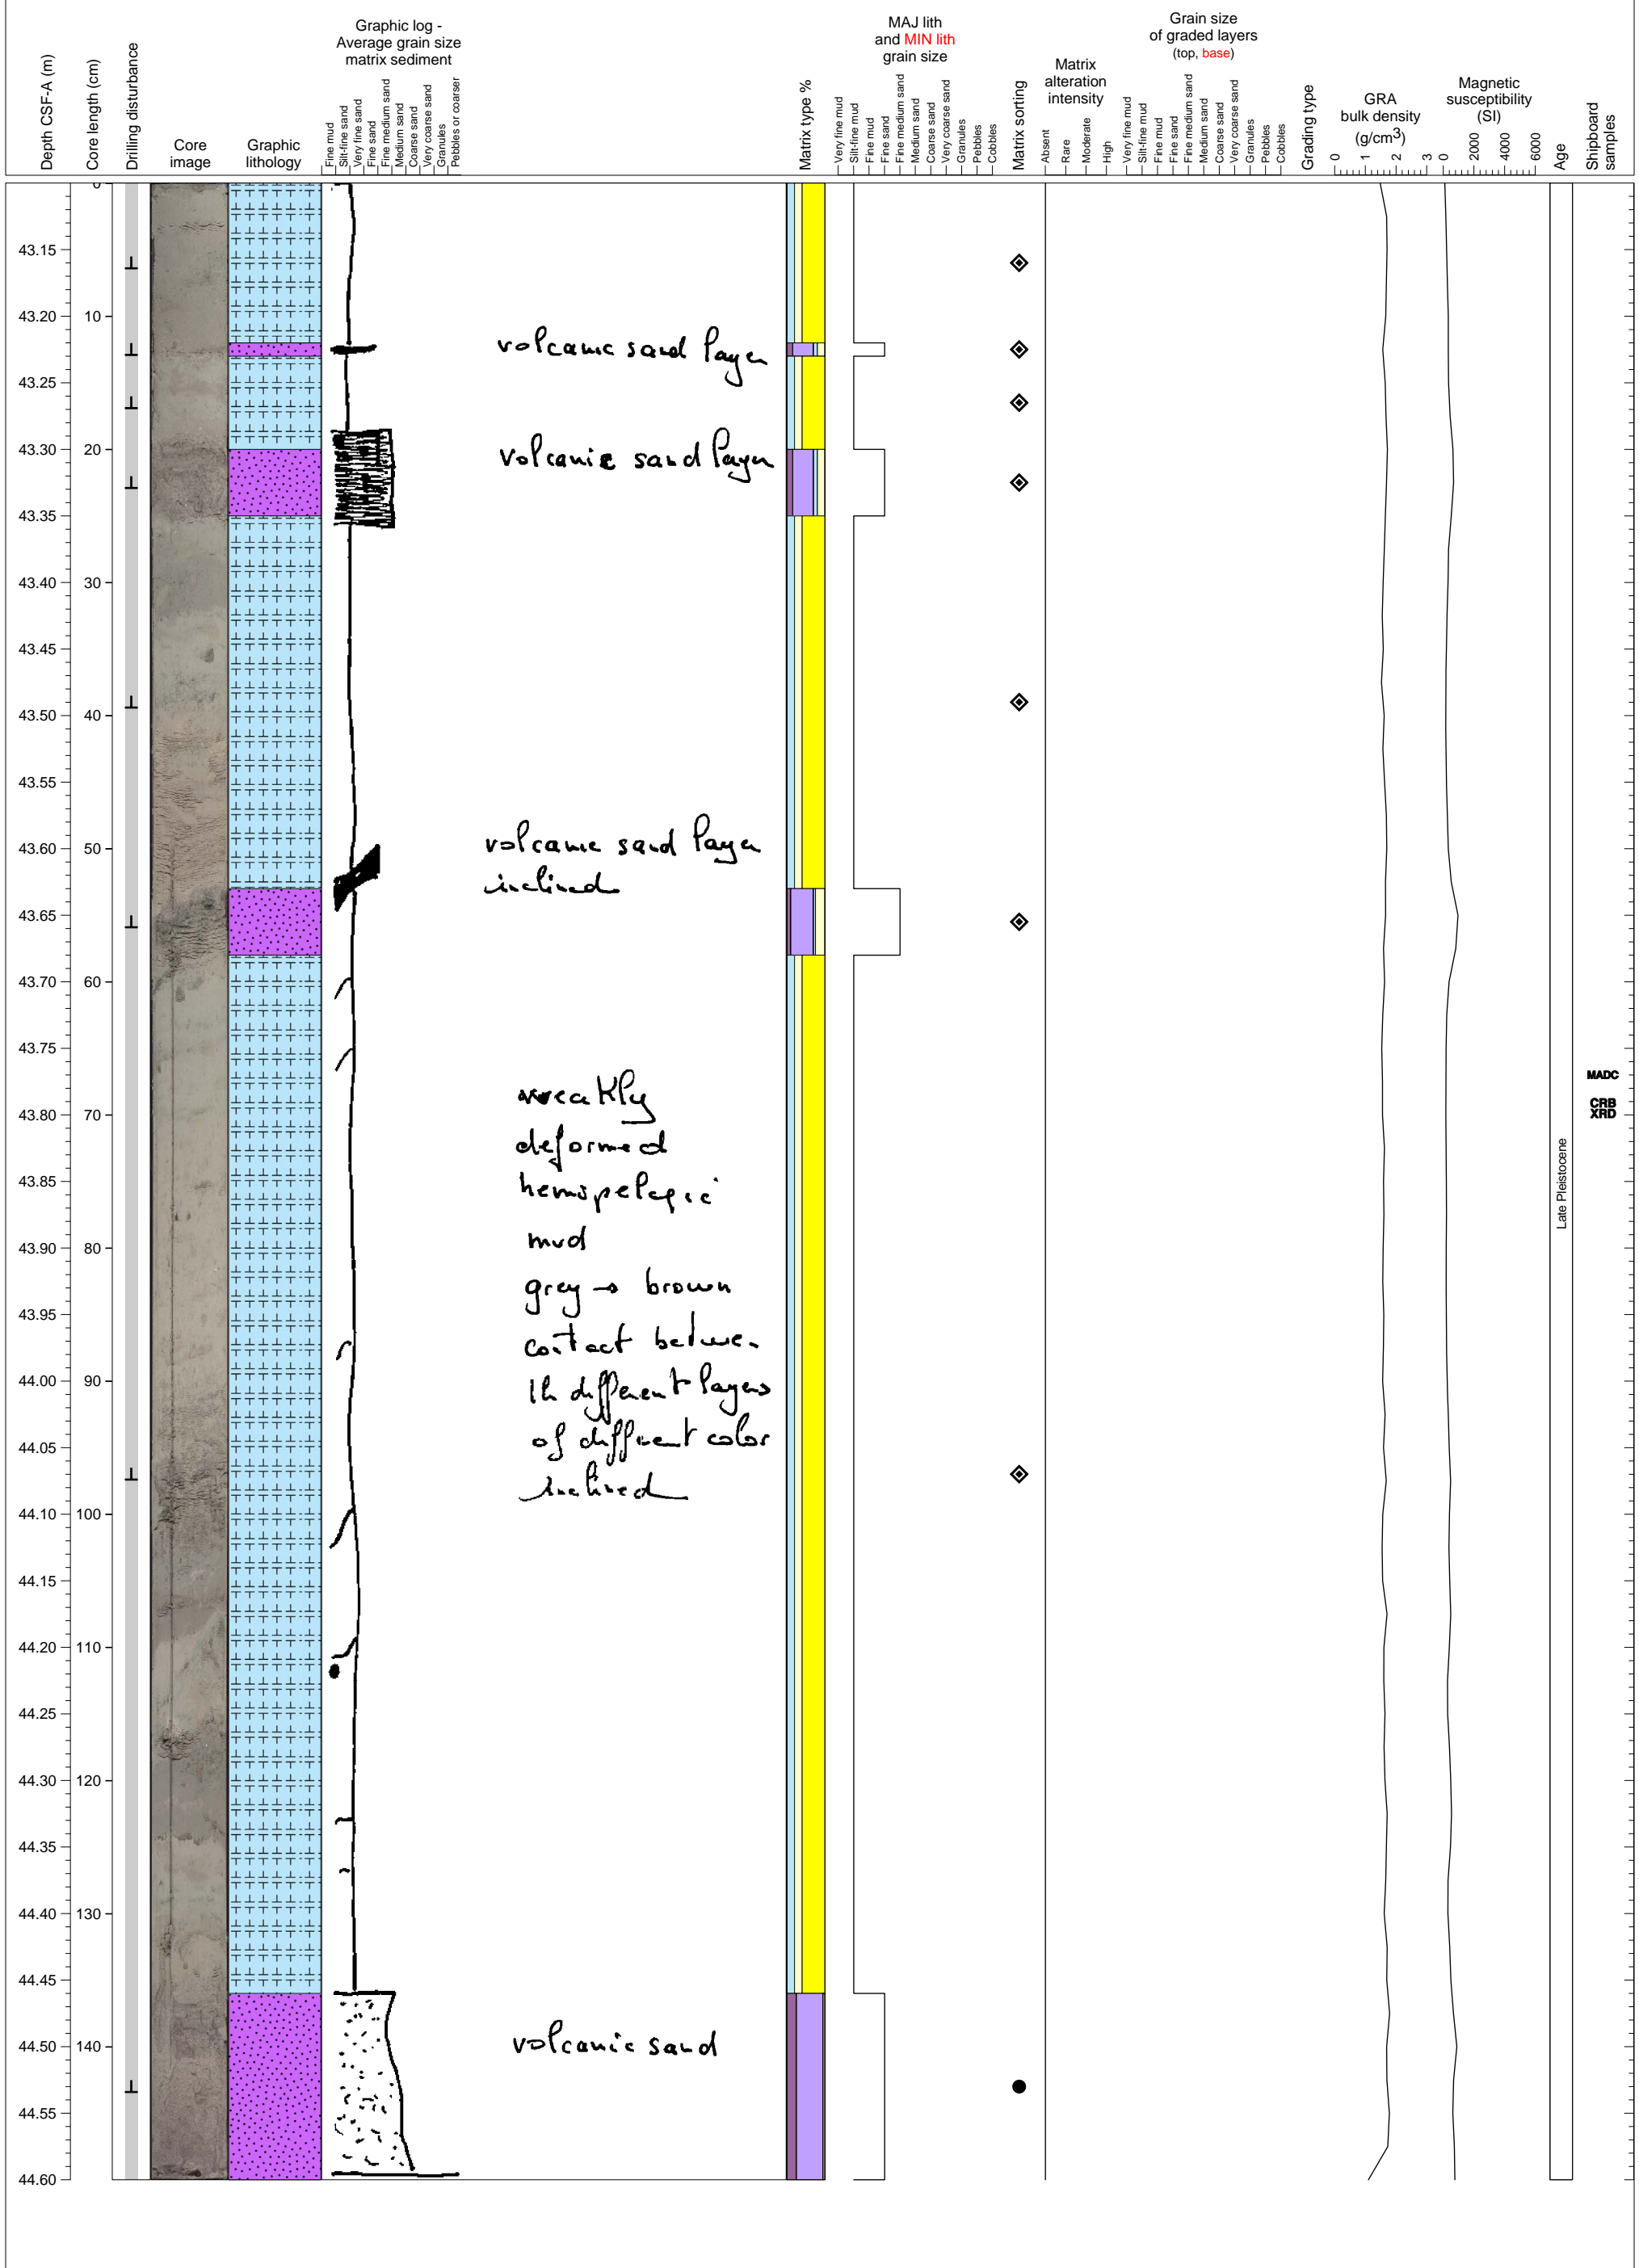 Depth CSF-A (m)
Core length (cm)
Drilling disturbance
Core
image
Graphic
lithology
Graphic log -
Average grain size
matrix sediment
Fine mud
Silt-fine sand
Very fine sand
Fine sand
Fine medium sand
Medium sand
Coarse sand
Very coarse sand
Granules
Pebbles or coarser
Matrix type %
MAJ lith
and MIN lith
grain size
Very fine mud
Silt-fine mud
Fine mud
Fine sand
Fine medium sand
Medium sand
Coarse sand
Very coarse sand
Granules
Pebbles
Cobbles
Matrix sorting
Matrix
alteration
intensity
Absent
Rare
Moderate
High
Grain size
of graded layers
(top, base)
Very fine mud
Silt-fine mud
Fine mud
Fine sand
Fine medium sand
Medium sand
Coarse sand
Very coarse sand
Granules
Pebbles
Cobbles
Grading type
GRA
bulk density
(g/cm3)
0 1 2 3
Magnetic
susceptibility
(SI)
0 2000 4000 6000
Age
Shipboard
samples
0
43.15
43.20 10
volcanic sand layer
43.25
43.30 20
volcanic sand layer
43.35
43.40 30
43.45
43.50 40
43.55
43.60 50
volcanic sand layer
inclined
43.65
43.70 60
43.75
MADC
weakly
43.80 70
CRB
XRD
deformed
43.85
hemipelagic
mud
43.90 80
Late Pleistocene
grey → brown
43.95
contact between
44.00 90
th different layers
44.05
of different color
inclined
44.10 100
44.15
44.20 110
44.25
44.30 120
44.35
44.40 130
44.45
44.50 140
volcanic sand
44.55
44.60